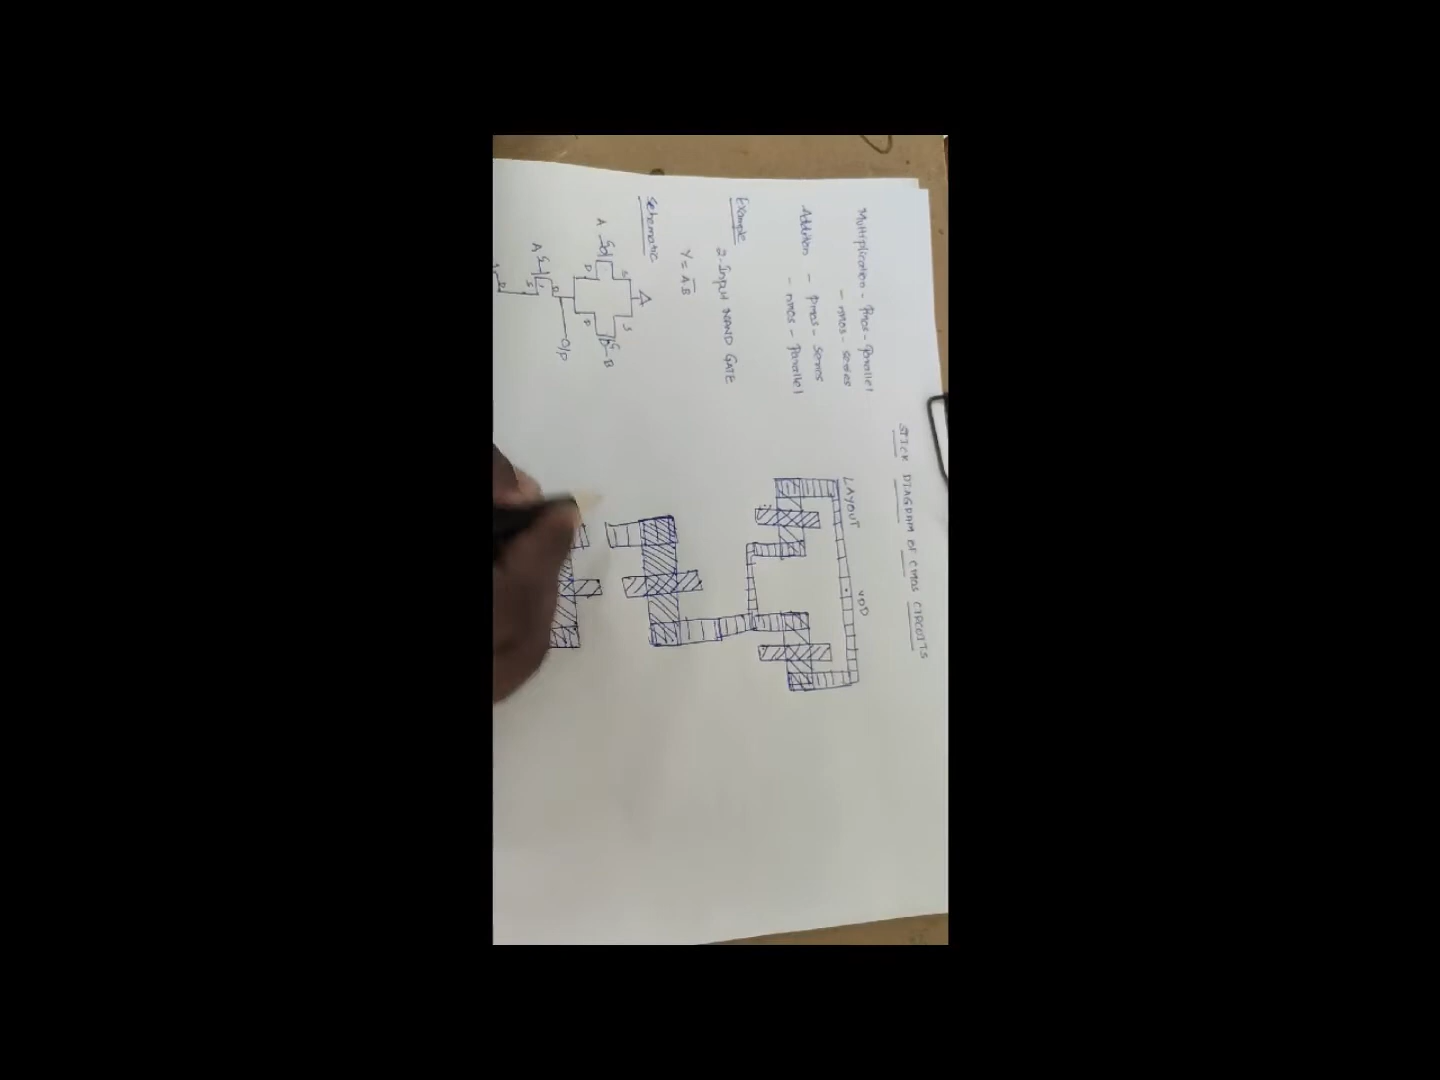 STICK DIAGRAM OF CMOS CIRCUITS
Multiplication - Pmos - Parallel
- nmos - series
Addition - Pmos - Series
- nmos - Parallel
Example
2-Input NAND GATE
Y = A.B
Schematic
S S
A G G B
D D
O/P
D
A G
S
D
LAYOUT VDD